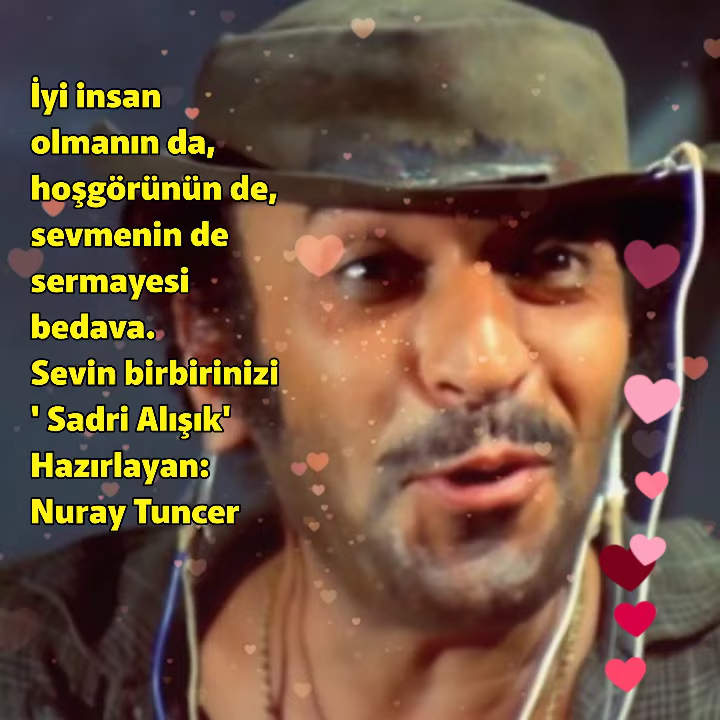 İyi insan
olmanın da,
hoşgörünün de,
sevmenin de
sermayesi
bedava.
Sevin birbirinizi
' Sadri Alışık'
Hazırlayan:
Nuray Tuncer